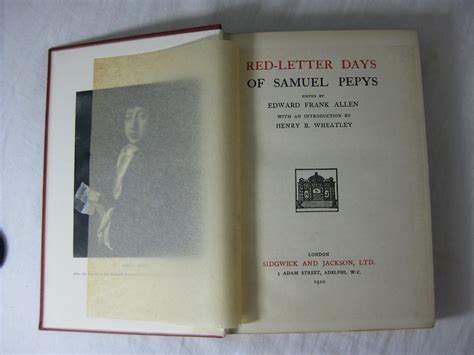 RED-LETTER DAYS
OF SAMUEL PEPYS
EDITED BY
EDWARD FRANK ALLEN
WITH AN INTRODUCTION BY
HENRY B. WHEATLEY
LONDON
SIDGWICK AND JACKSON, LTD.
3 ADAM STREET, ADELPHI, W.C.
1910